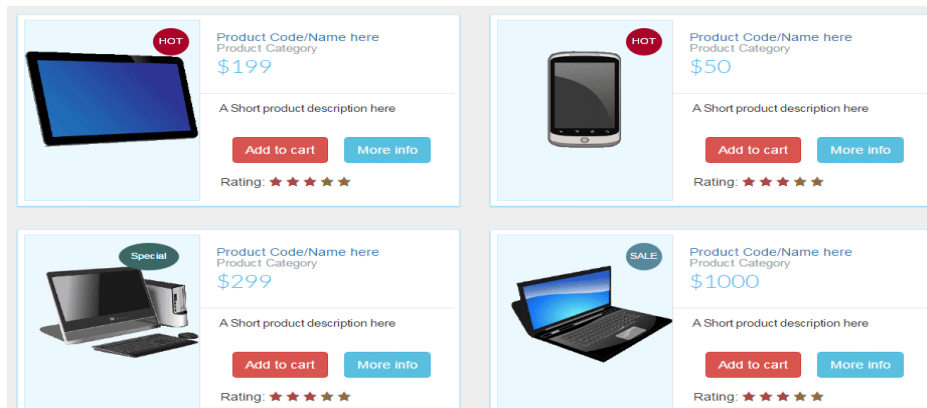 HOT
Product Code/Name here
Product Category
$199
A Short product description here
Add to cart More info
Rating:
HOT
Product Code/Name here
Product Category
$50
A Short product description here
Add to cart More info
Rating:
Special
Product Code/Name here
Product Category
$299
A Short product description here
Add to cart More info
Rating:
SALE
Product Code/Name here
Product Category
$1000
A Short product description here
Add to cart More info
Rating: